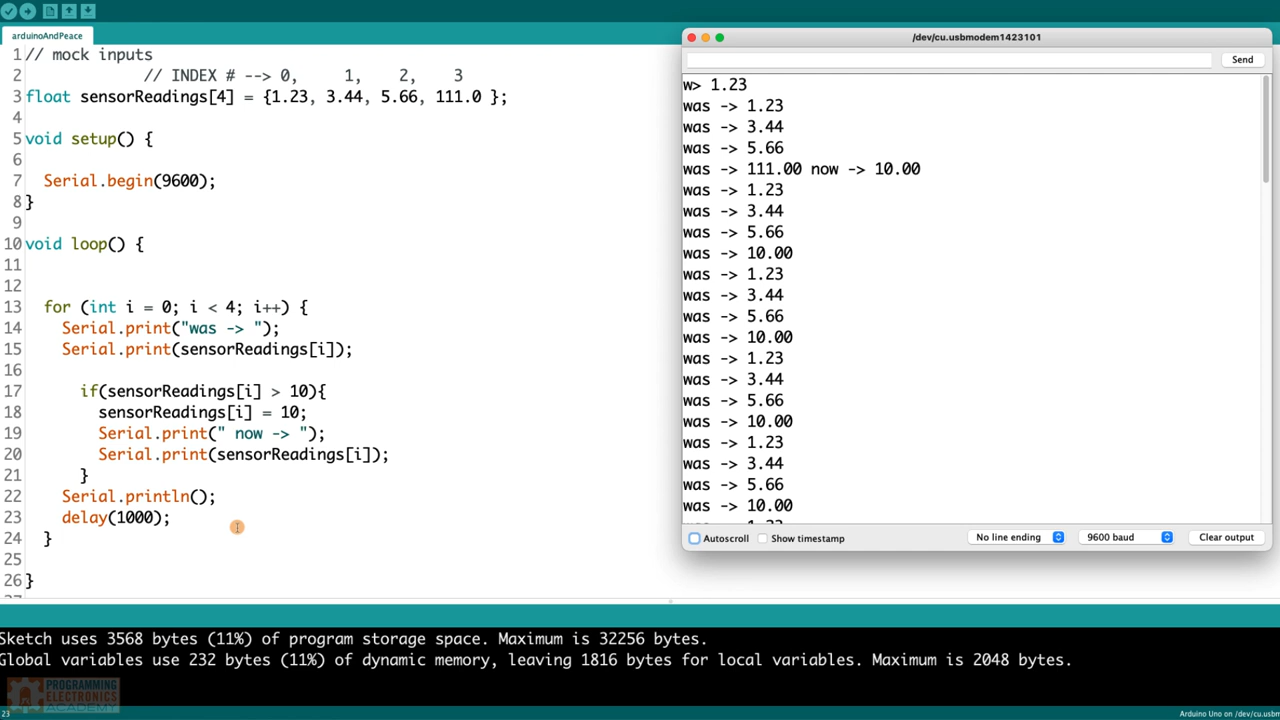 arduinoAndPeace
1 // mock inputs
2 // INDEX # --> 0, 1, 2, 3
3 float sensorReadings[4] = {1.23, 3.44, 5.66, 111.0 };
4
5 void setup() {
6
7 Serial.begin(9600);
8 }
9
10 void loop() {
11
12
13 for (int i = 0; i < 4; i++) {
14 Serial.print("was -> ");
15 Serial.print(sensorReadings[i]);
16
17 if(sensorReadings[i] > 10){
18 sensorReadings[i] = 10;
19 Serial.print(" now -> ");
20 Serial.print(sensorReadings[i]);
21 }
22 Serial.println();
23 delay(1000);
24 }
25
26 }
/dev/cu.usbmodem1423101
Send
w> 1.23
was -> 1.23
was -> 3.44
was -> 5.66
was -> 111.00 now -> 10.00
was -> 1.23
was -> 3.44
was -> 5.66
was -> 10.00
was -> 1.23
was -> 3.44
was -> 5.66
was -> 10.00
was -> 1.23
was -> 3.44
was -> 5.66
was -> 10.00
was -> 1.23
was -> 3.44
was -> 5.66
was -> 10.00
Autoscroll Show timestamp No line ending 9600 baud Clear output
Sketch uses 3568 bytes (11%) of program storage space. Maximum is 32256 bytes.
Global variables use 232 bytes (11%) of dynamic memory, leaving 1816 bytes for local variables. Maximum is 2048 bytes.
PROGRAMMING
ELECTRONICS
ACADEMY
23 Arduino Uno on /dev/cu.usb